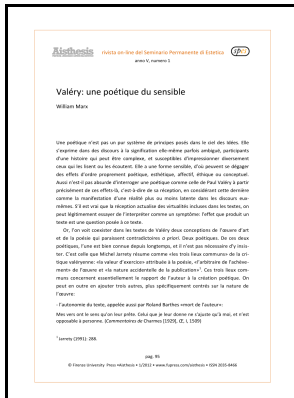 Aisthesis
rivista on-line del Seminario Permanente di Estetica
spes
anno V, numero 1
Valéry: une poétique du sensible
William Marx
Une poétique n'est pas un pur système de principes posés dans le ciel des idées. Elle
s'exprime dans des discours à la signification elle-même parfois ambiguë, participants
d'une histoire qui peut être complexe, et susceptibles d'impressionner diversement
ceux qui les lisent ou les écoutent. Elle a une forme sensible, d'où peuvent se dégager
des effets d'ordre proprement poétique, esthétique, affectif, éthique ou conceptuel.
Aussi n'est-il pas absurde d'interroger une poétique comme celle de Paul Valéry à partir
précisément de ces effets-là, c'est-à-dire de sa réception, en considérant cette dernière
comme la manifestation d'une réalité plus ou moins latente dans les discours eux-
mêmes. S'il est vrai que la réception actualise des virtualités incluses dans les textes, on
peut légitimement essayer de l'interpréter comme un symptôme: l'effet que produit un
texte est une question posée à ce texte.
Or, l'on voit coexister dans les textes de Valéry deux conceptions de l'œuvre d'art
et de la poésie qui paraissent contradictoires a priori. Deux poétiques. De ces deux
poétiques, l'une est bien connue depuis longtemps, et il n'est pas nécessaire d'y insis-
ter. C'est celle que Michel Jarrety résume comme «les trois lieux communs» de la cri-
tique valéryenne: «la valeur d'exercice» attribuée à la poésie, «l'arbitraire de l'achève-
ment» de l'œuvre et «la nature accidentelle de la publication»¹. Ces trois lieux com-
muns concernent essentiellement le rapport de l'auteur à la création poétique. On
peut en outre en ajouter trois autres, plus spécifiquement centrés sur la nature de
l'œuvre:
- l'autonomie du texte, appelée aussi par Roland Barthes «mort de l'auteur»:
Mes vers ont le sens qu'on leur prête. Celui que je leur donne ne s'ajuste qu'à moi, et n'est
opposable à personne. (Commentaires de Charmes [1929], Œ, I, 1509)
¹ Jarrety (1991): 288.
pag. 95
© Firenze University Press • Aisthesis • 1/2012 • www.fupress.com/aisthesis • ISSN 2035-8466